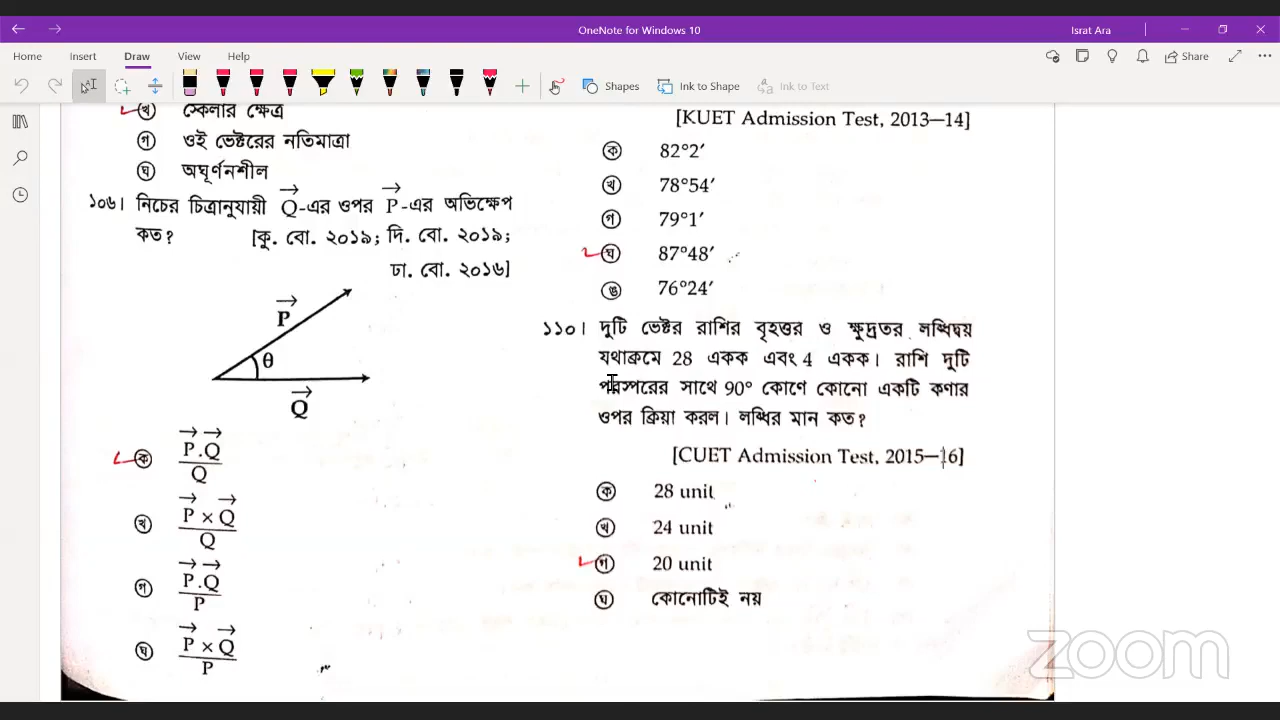 OneNote for Windows 10
Israt Ara
Home Insert Draw View Help
Share
Shapes
Ink to Shape
Ink to Text
খ স্কেলার ক্ষেত্র
গ ওই ভেক্টরের নতিমাত্রা
ঘ অঘূর্ণনশীল
১০৬। নিচের চিত্রানুযায়ী Q⃗-এর ওপর P⃗-এর অভিক্ষেপ
কত? [কু. বো. ২০১৯; দি. বো. ২০১৯;
ঢা. বো. ২০১৬]
P⃗
θ
Q⃗
ক P⃗.Q⃗/Q
খ P⃗×Q⃗/Q
গ P⃗.Q⃗/P
ঘ P⃗×Q⃗/P
[KUET Admission Test, 2013–14]
ক 82°2′
খ 78°54′
গ 79°1′
ঘ 87°48′
ঙ 76°24′
১১০। দুটি ভেক্টর রাশির বৃহত্তর ও ক্ষুদ্রতর লব্ধিদ্বয়
যথাক্রমে 28 একক এবং 4 একক। রাশি দুটি
পরস্পরের সাথে 90° কোণে কোনো একটি কণার
ওপর ক্রিয়া করল। লব্ধির মান কত?
[CUET Admission Test, 2015–16]
ক 28 unit
খ 24 unit
গ 20 unit
ঘ কোনোটিই নয়
zoom